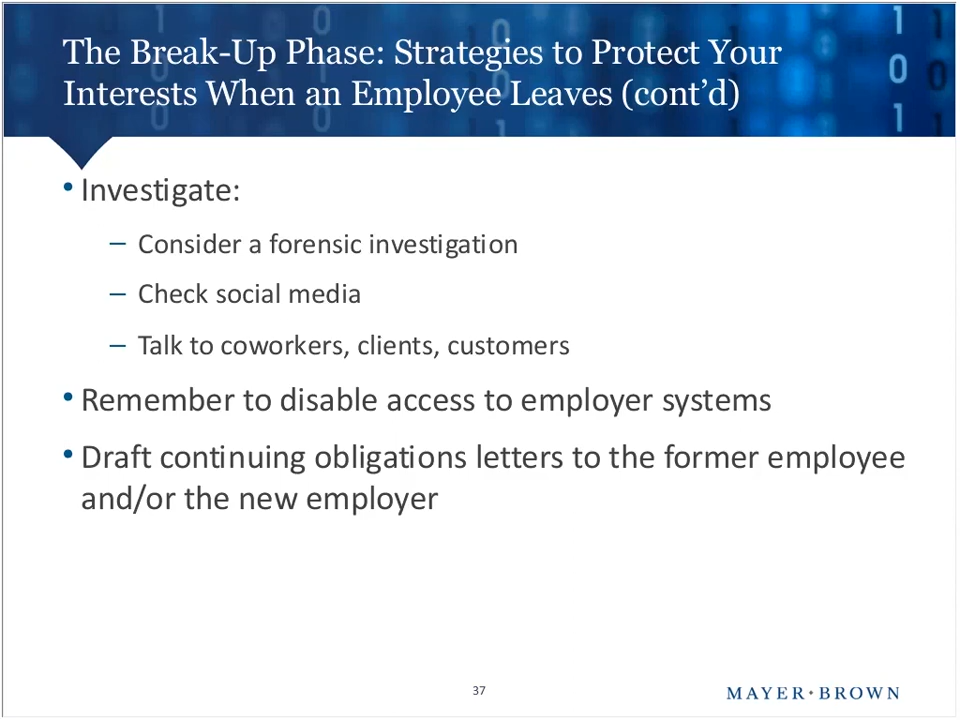 The Break-Up Phase: Strategies to Protect Your
Interests When an Employee Leaves (cont’d)
• Investigate:
– Consider a forensic investigation
– Check social media
– Talk to coworkers, clients, customers
• Remember to disable access to employer systems
• Draft continuing obligations letters to the former employee
and/or the new employer
37
MAYER • BROWN